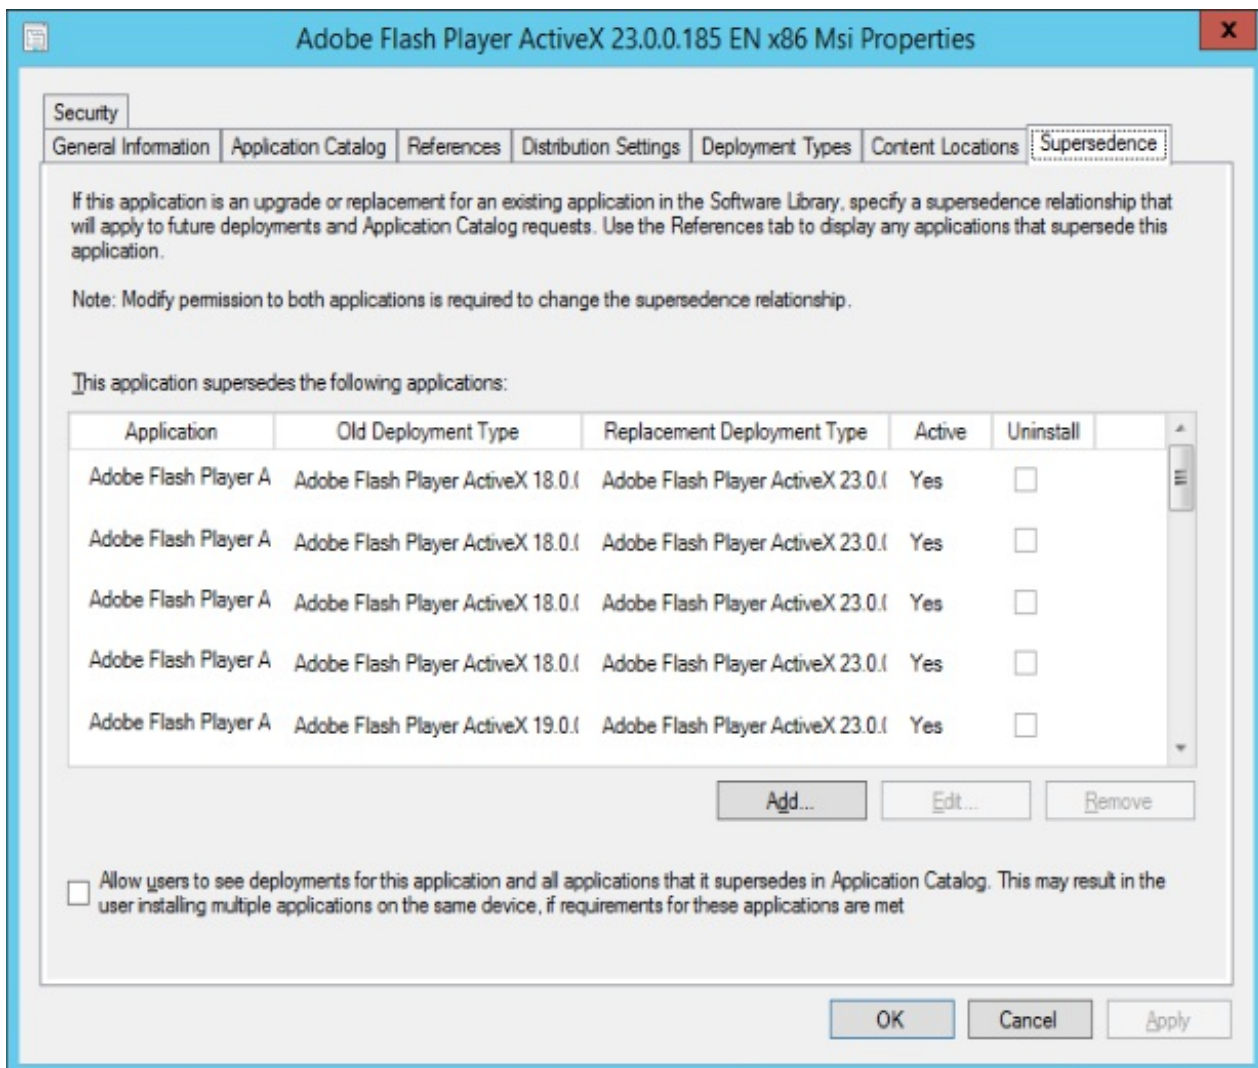 Adobe Flash Player ActiveX 23.0.0.185 EN x86 Msi Properties
x
Security
General Information Application Catalog References Distribution Settings Deployment Types Content Locations Supersedence
If this application is an upgrade or replacement for an existing application in the Software Library, specify a supersedence relationship that
will apply to future deployments and Application Catalog requests. Use the References tab to display any applications that supersede this
application.
Note: Modify permission to both applications is required to change the supersedence relationship.
This application supersedes the following applications:
Application Old Deployment Type Replacement Deployment Type Active Uninstall
Adobe Flash Player A Adobe Flash Player ActiveX 18.0.( Adobe Flash Player ActiveX 23.0.( Yes
Adobe Flash Player A Adobe Flash Player ActiveX 18.0.( Adobe Flash Player ActiveX 23.0.( Yes
Adobe Flash Player A Adobe Flash Player ActiveX 18.0.( Adobe Flash Player ActiveX 23.0.( Yes
Adobe Flash Player A Adobe Flash Player ActiveX 18.0.( Adobe Flash Player ActiveX 23.0.( Yes
Adobe Flash Player A Adobe Flash Player ActiveX 19.0.( Adobe Flash Player ActiveX 23.0.( Yes
Add... Edit... Remove
Allow users to see deployments for this application and all applications that it supersedes in Application Catalog. This may result in the
user installing multiple applications on the same device, if requirements for these applications are met
OK Cancel Apply